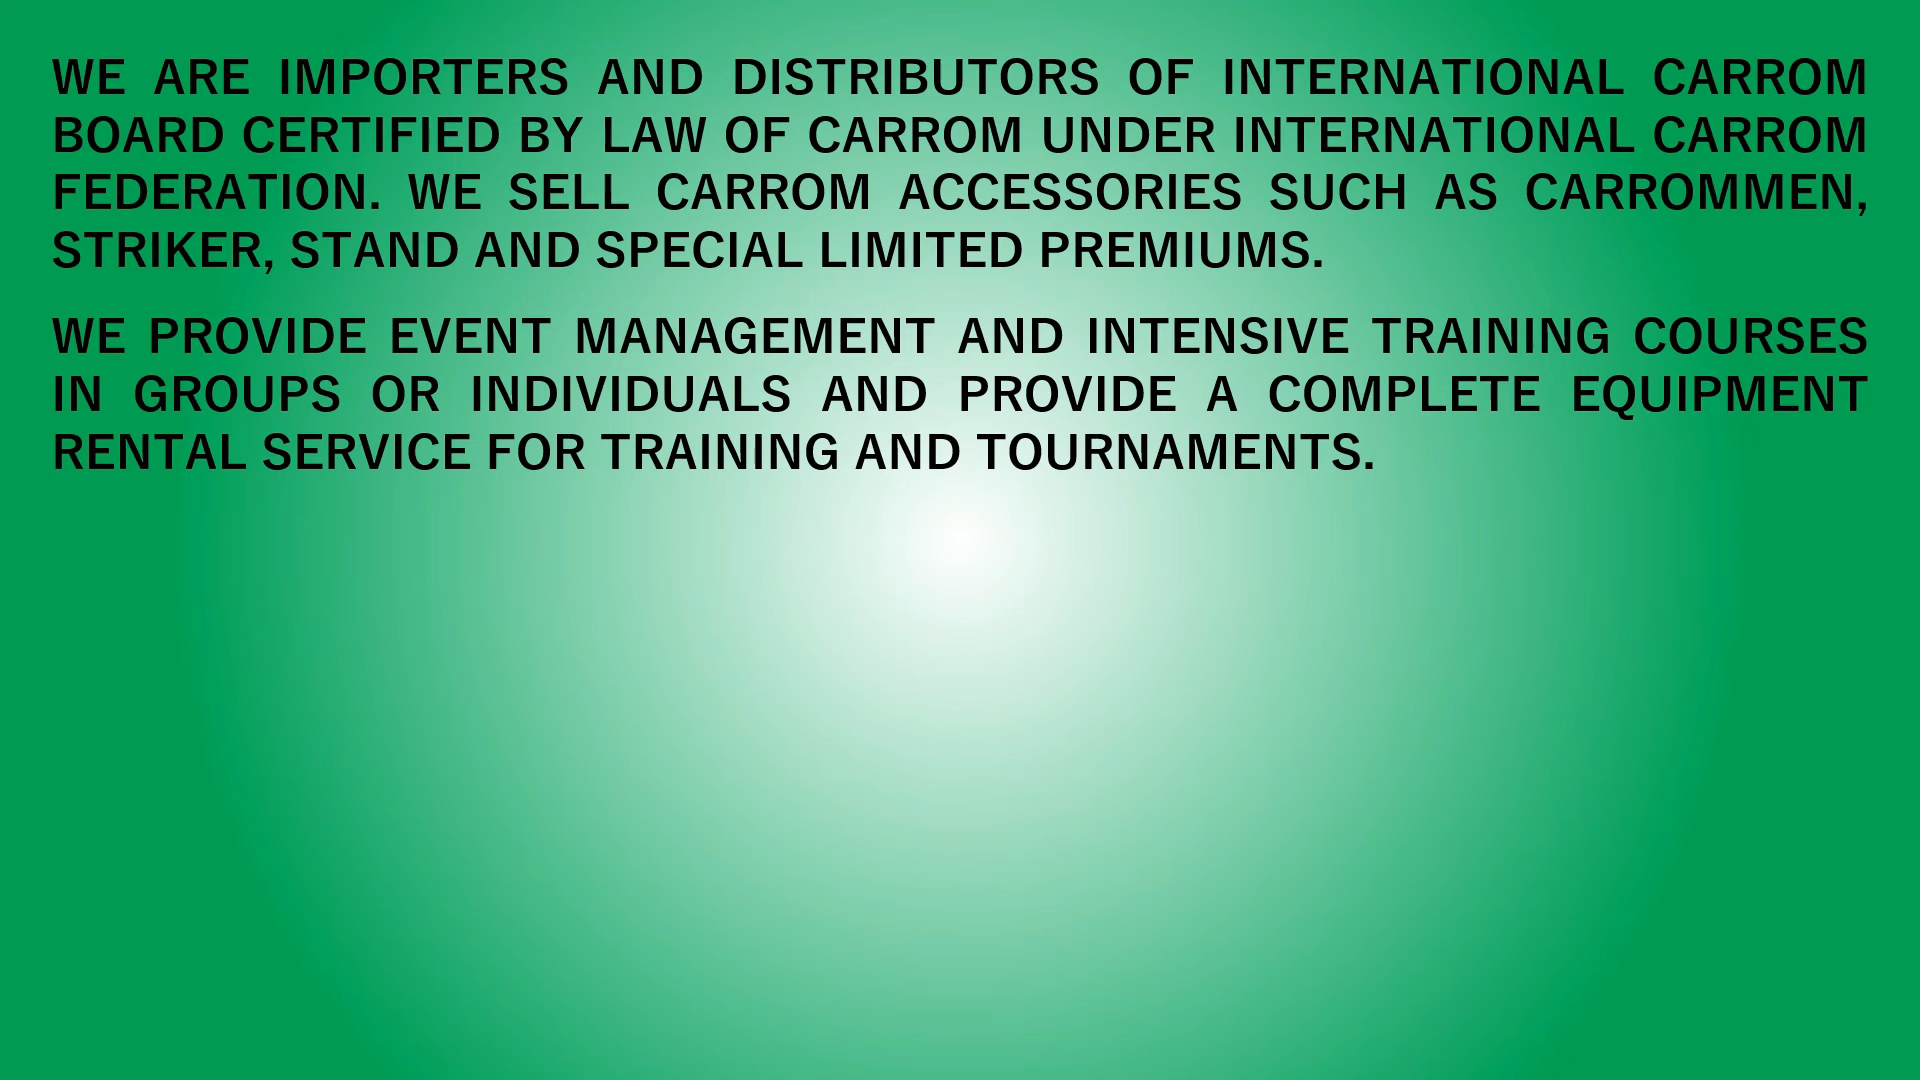 WE ARE IMPORTERS AND DISTRIBUTORS OF INTERNATIONAL CARROM
BOARD CERTIFIED BY LAW OF CARROM UNDER INTERNATIONAL CARROM
FEDERATION. WE SELL CARROM ACCESSORIES SUCH AS CARROMMEN,
STRIKER, STAND AND SPECIAL LIMITED PREMIUMS.
WE PROVIDE EVENT MANAGEMENT AND INTENSIVE TRAINING COURSES
IN GROUPS OR INDIVIDUALS AND PROVIDE A COMPLETE EQUIPMENT
RENTAL SERVICE FOR TRAINING AND TOURNAMENTS.